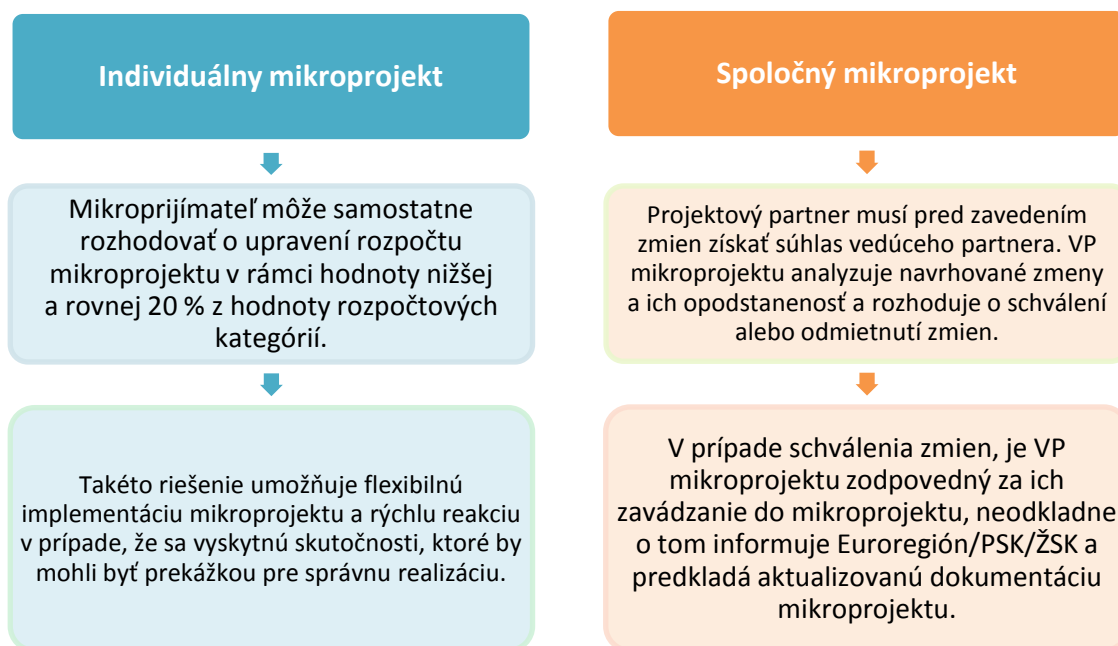 Individuálny mikroprojekt
Mikroprijímateľ môže samostatne
rozhodovať o upravení rozpočtu
mikroprojektu v rámci hodnoty nižšej
a rovnej 20 % z hodnoty rozpočtových
kategórií.
Takéto riešenie umožňuje flexibilnú
implementáciu mikroprojektu a rýchlu reakciu
v prípade, že sa vyskytnú skutočnosti, ktoré by
mohli byť prekážkou pre správnu realizáciu.
Spoločný mikroprojekt
Projektový partner musí pred zavedením
zmien získať súhlas vedúceho partnera. VP
mikroprojektu analyzuje navrhované zmeny
a ich opodstanenosť a rozhoduje o schválení
alebo odmietnutí zmien.
V prípade schválenia zmien, je VP
mikroprojektu zodpovedný za ich
zavádzanie do mikroprojektu, neodkladne
o tom informuje Euroregión/PSK/ŽSK a
predkladá aktualizovanú dokumentáciu
mikroprojektu.